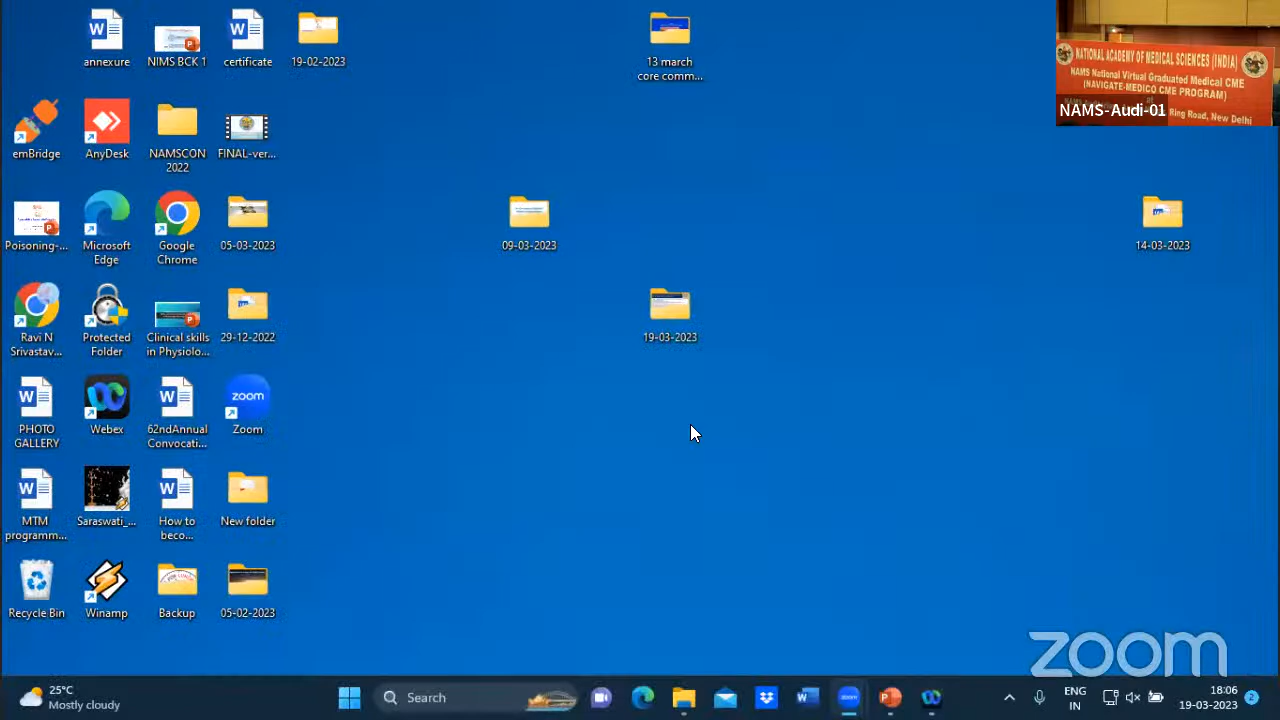 annexure
NIMS BCK 1
certificate
19-02-2023
13 march
core comm...
NATIONAL ACADEMY OF MEDICAL SCIENCES (INDIA)
NAMS National Virtual Graduated Medical CME
(NAVIGATE-MEDICO CME PROGRAM)
Ring Road, New Delhi
NAMS-Audi-01
emBridge
AnyDesk
NAMSCON
2022
FINAL-ver...
Poisoning-...
Microsoft
Edge
Google
Chrome
05-03-2023
09-03-2023
14-03-2023
Ravi N
Srivastav...
Protected
Folder
Clinical skills
in Physiolo...
29-12-2022
19-03-2023
PHOTO
GALLERY
Webex
62ndAnnual
Convocati...
zoom
Zoom
MTM
programm...
Saraswati_...
How to
beco...
New folder
Recycle Bin
Winamp
Backup
05-02-2023
zoom
25°C
Mostly cloudy
Search
zoom
ENG
IN
18:06
19-03-2023
2